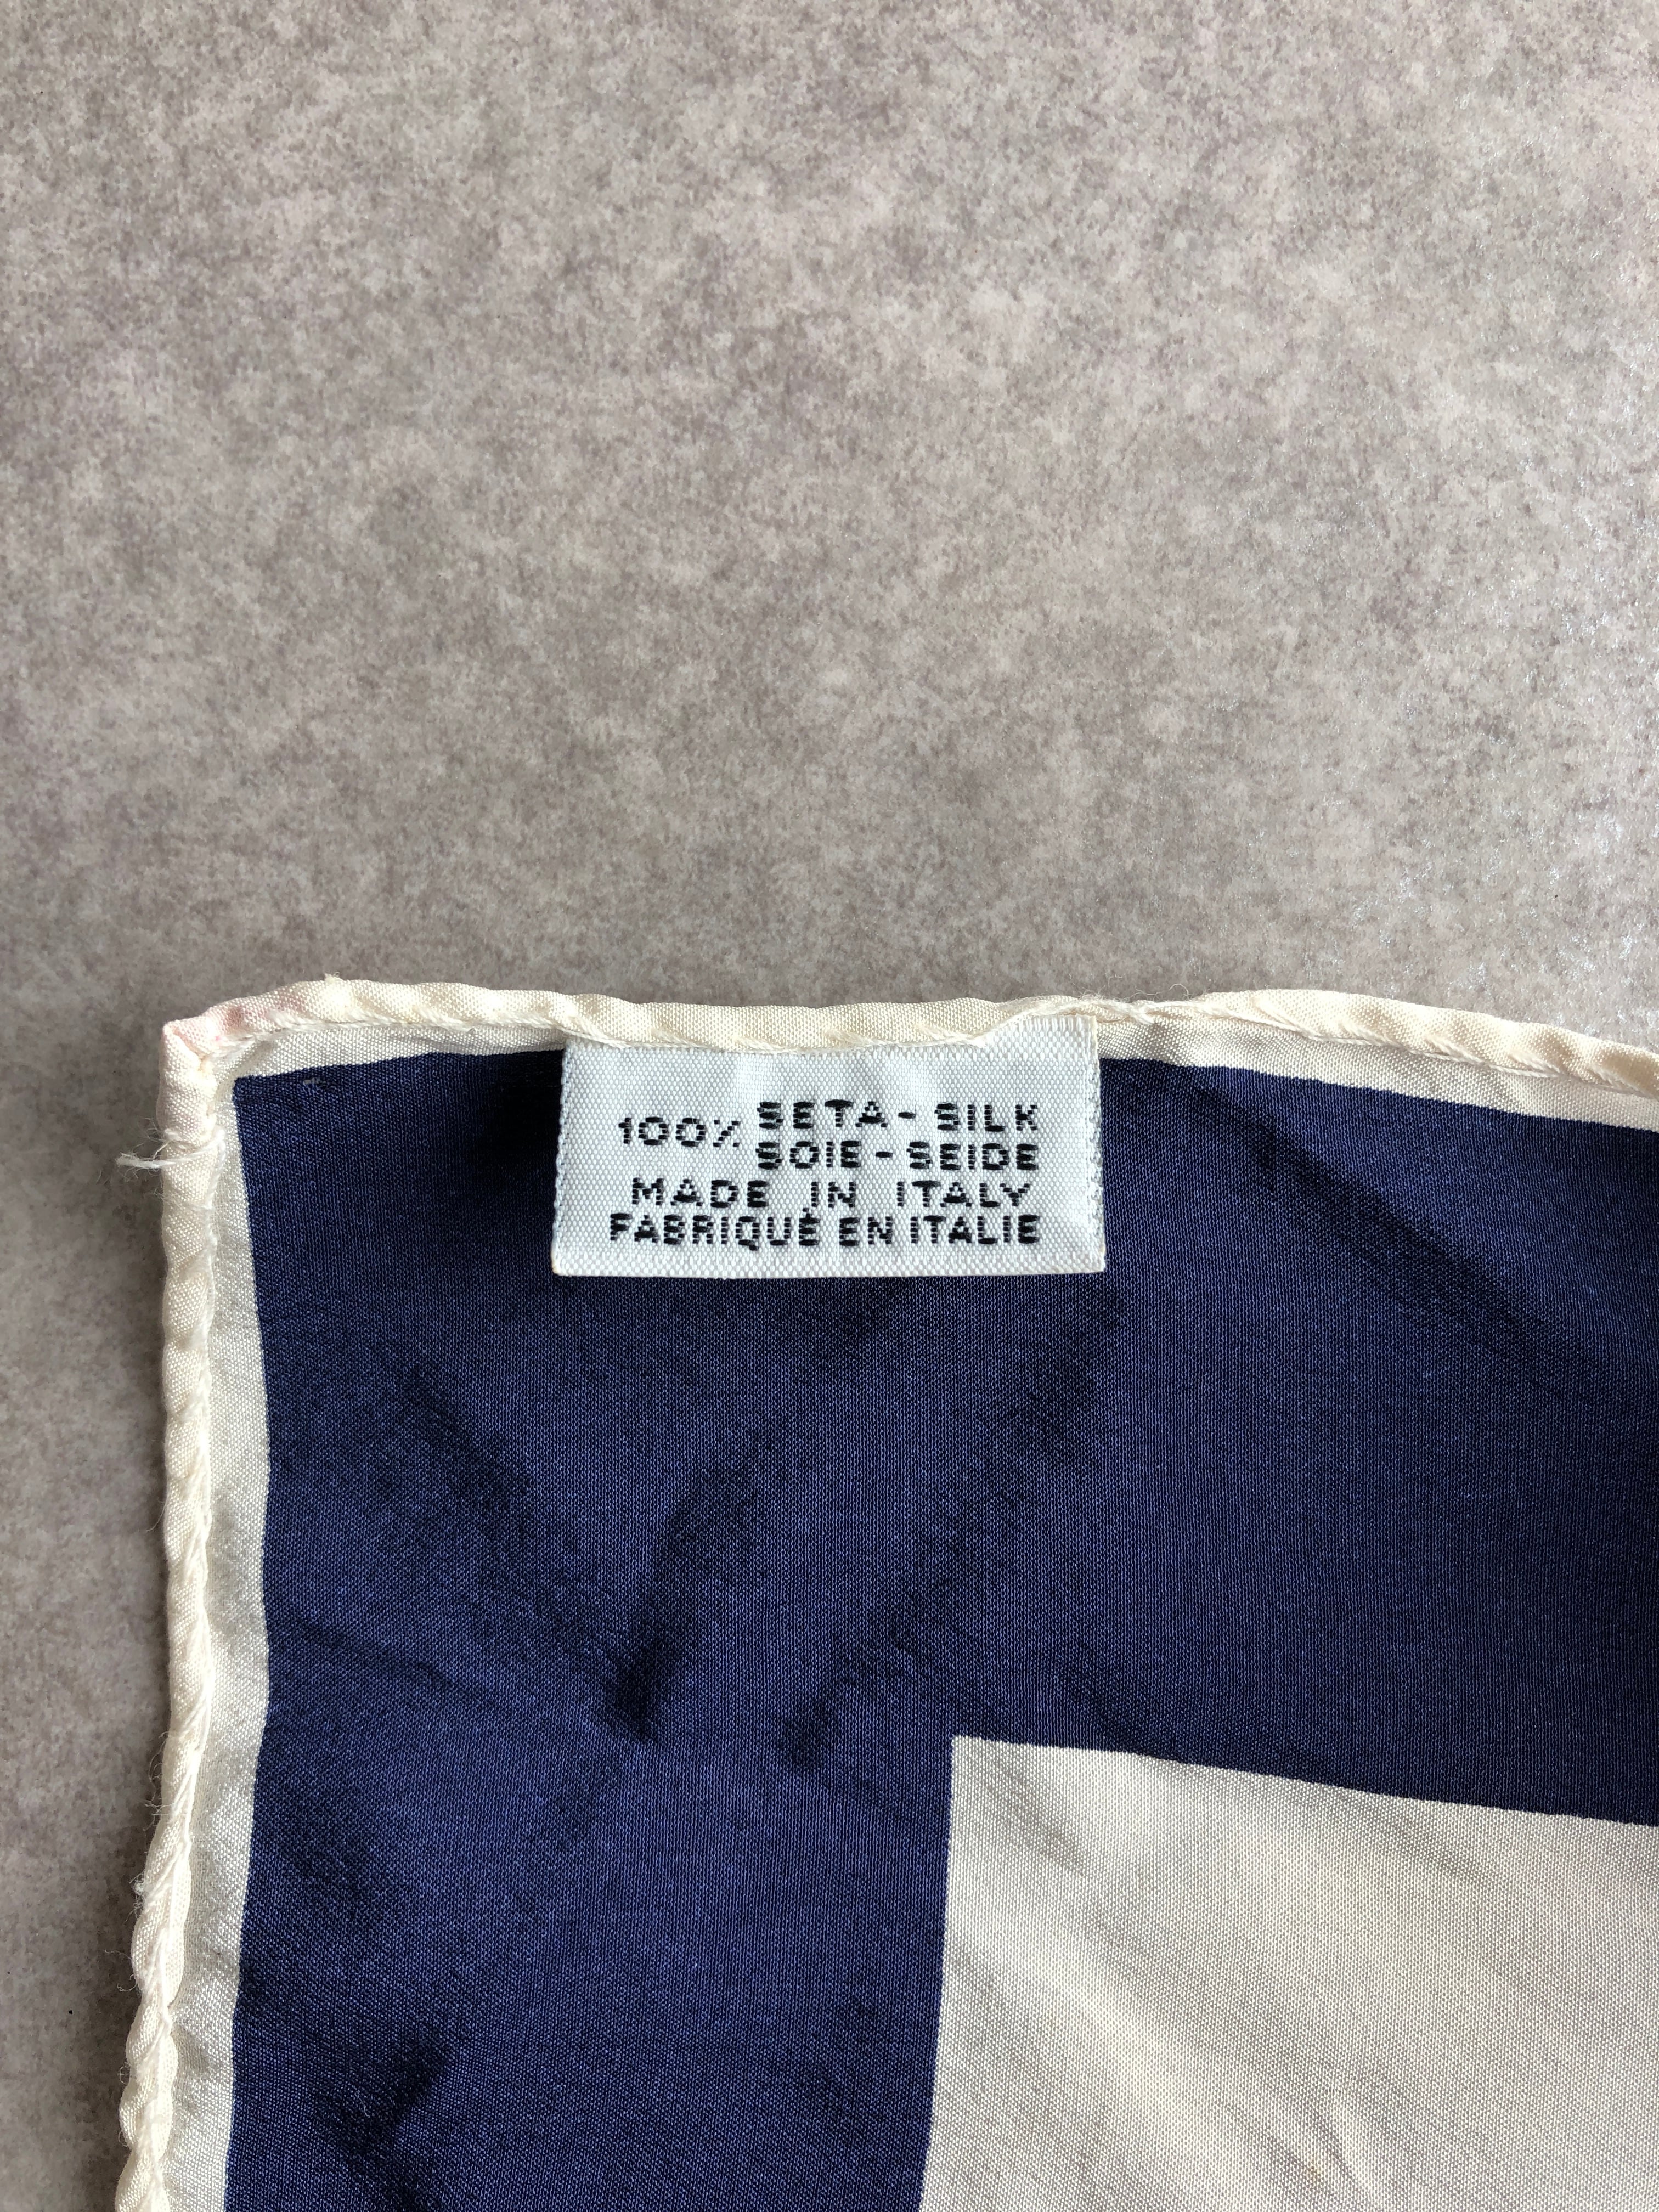 100% SETA - SILK
SOIE - SEIDE
MADE IN ITALY
FABRIQUÉ EN ITALIE